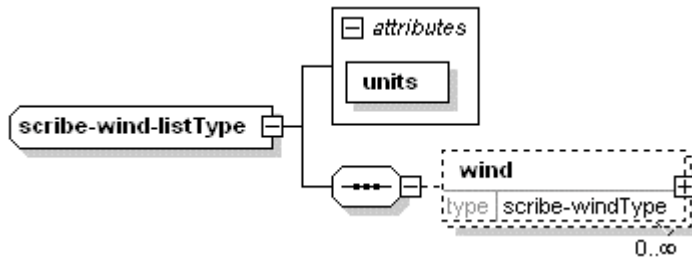 attributes
units
scribe-wind-listType
wind
type scribe-windType
0..∞